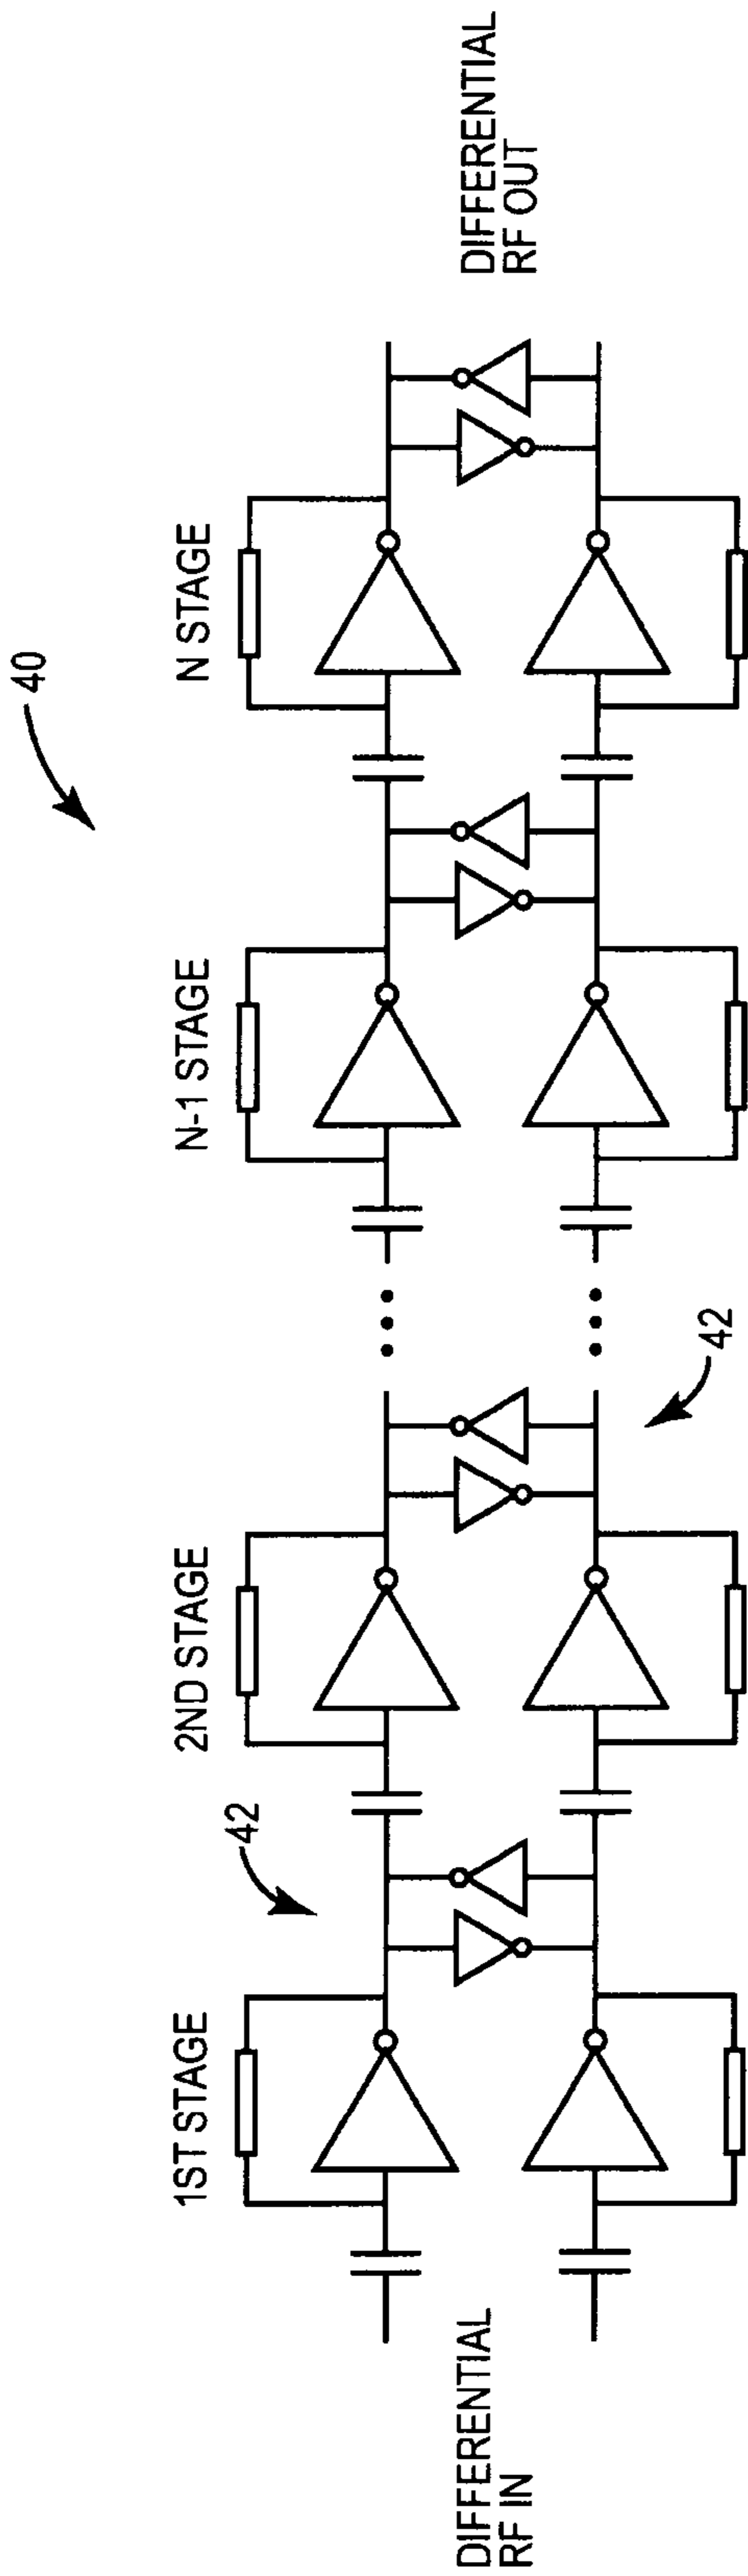 40
1ST STAGE
2ND STAGE
N-1 STAGE
N STAGE
42
42
DIFFERENTIAL
RF IN
DIFFERENTIAL
RF OUT